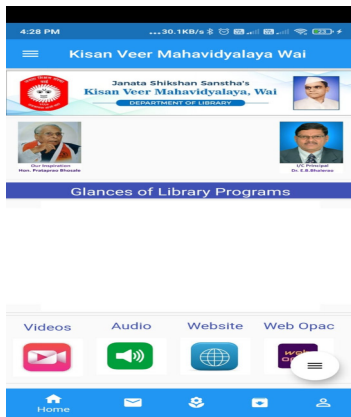 4:28 PM
...30.1KB/s
Kisan Veer Mahavidyalaya Wai
Janata Shikshan Sanstha's
Kisan Veer Mahavidyalaya, Wai
DEPARTMENT OF LIBRARY
Our Inspiration
Hon. Prataprao Bhosale
I/C Principal
Dr. E.B.Bhalerao
Glances of Library Programs
Videos
Audio
Website
Web Opac
Home